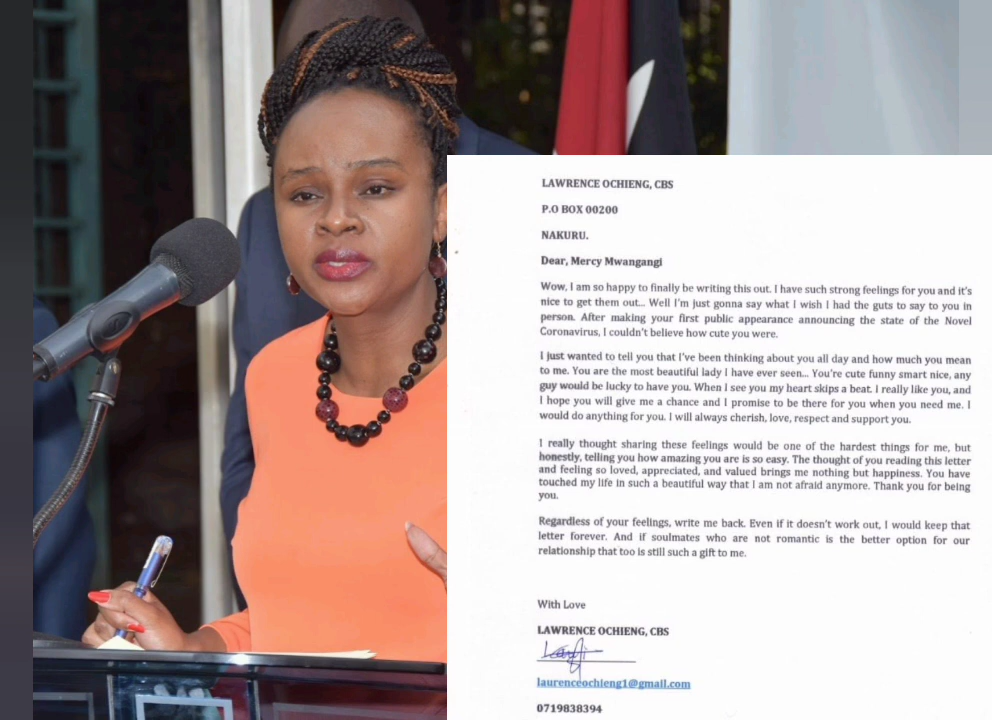 LAWRENCE OCHIENG, CBS
P.O BOX 00200
NAKURU.
Dear, Mercy Mwangangi
Wow, I am so happy to finally be writing this out. I have such strong feelings for you and it's
nice to get them out... Well I'm just gonna say what I wish I had the guts to say to you in
person. After making your first public appearance announcing the state of the Novel
Coronavirus, I couldn't believe how cute you were.
I just wanted to tell you that I've been thinking about you all day and how much you mean
to me. You are the most beautiful lady I have ever seen... You're cute funny smart nice, any
guy would be lucky to have you. When I see you my heart skips a beat. I really like you, and
I hope you will give me a chance and I promise to be there for you when you need me. I
would do anything for you. I will always cherish, love, respect and support you.
I really thought sharing these feelings would be one of the hardest things for me, but
honestly, telling you how amazing you are is so easy. The thought of you reading this letter
and feeling so loved, appreciated, and valued brings me nothing but happiness. You have
touched my life in such a beautiful way that I am not afraid anymore. Thank you for being
you.
Regardless of your feelings, write me back. Even if it doesn't work out, I would keep that
letter forever. And if soulmates who are not romantic is the better option for our
relationship that too is still such a gift to me.
With Love
LAWRENCE OCHIENG, CBS
laurenceochieng1@gmail.com
0719838394